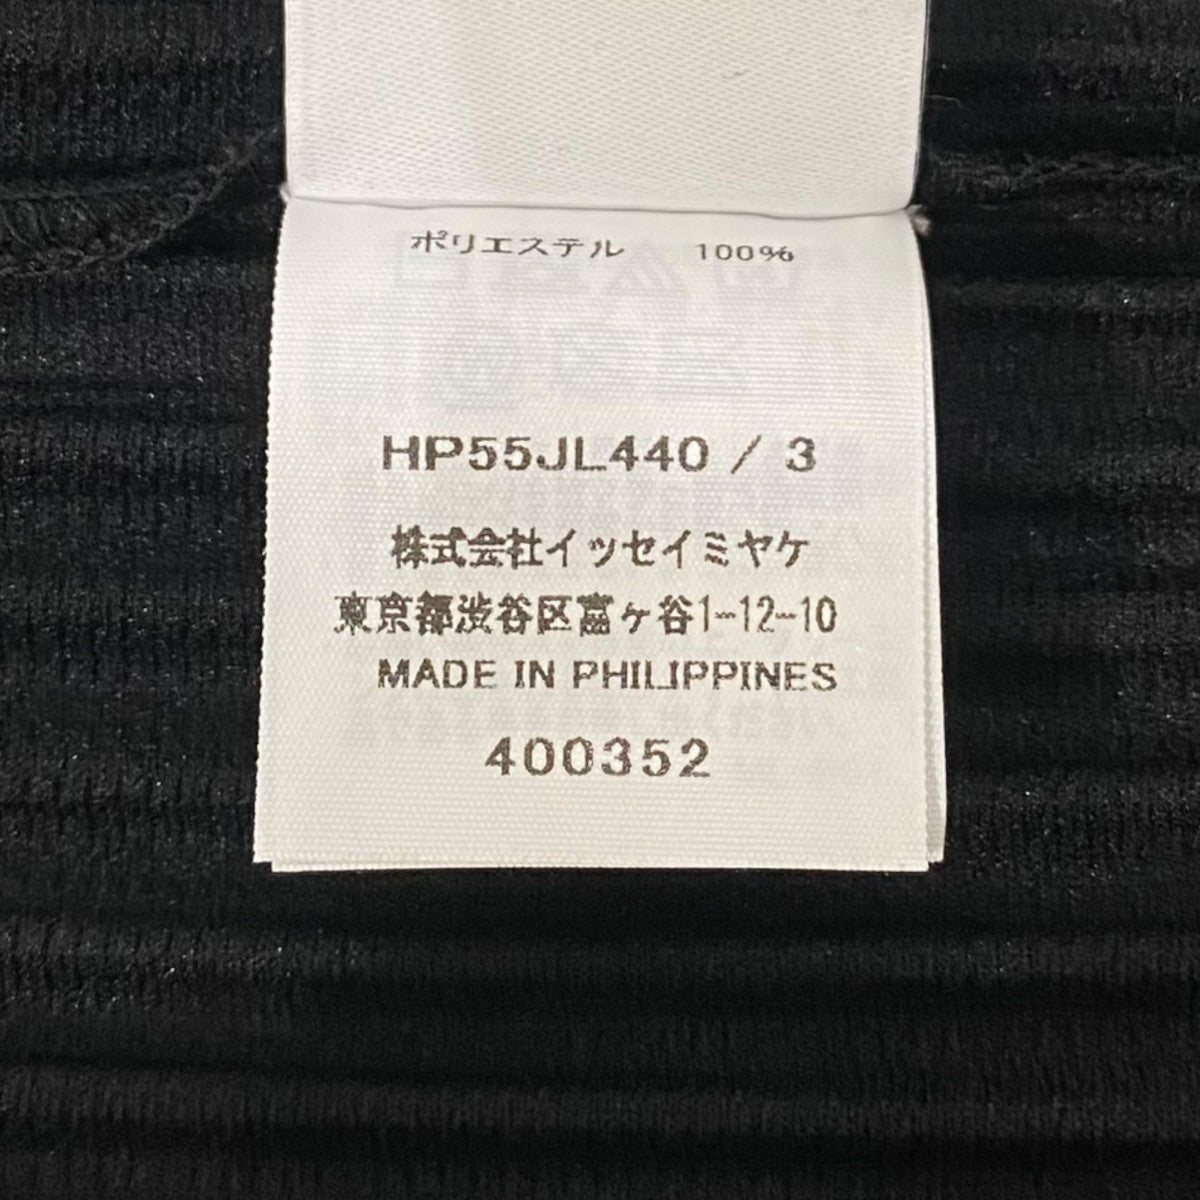 ポリエステル 100%
HP55JL440 / 3
株式会社イッセイミヤケ
東京都渋谷区富ヶ谷1-12-10
MADE IN PHILIPPINES
400352